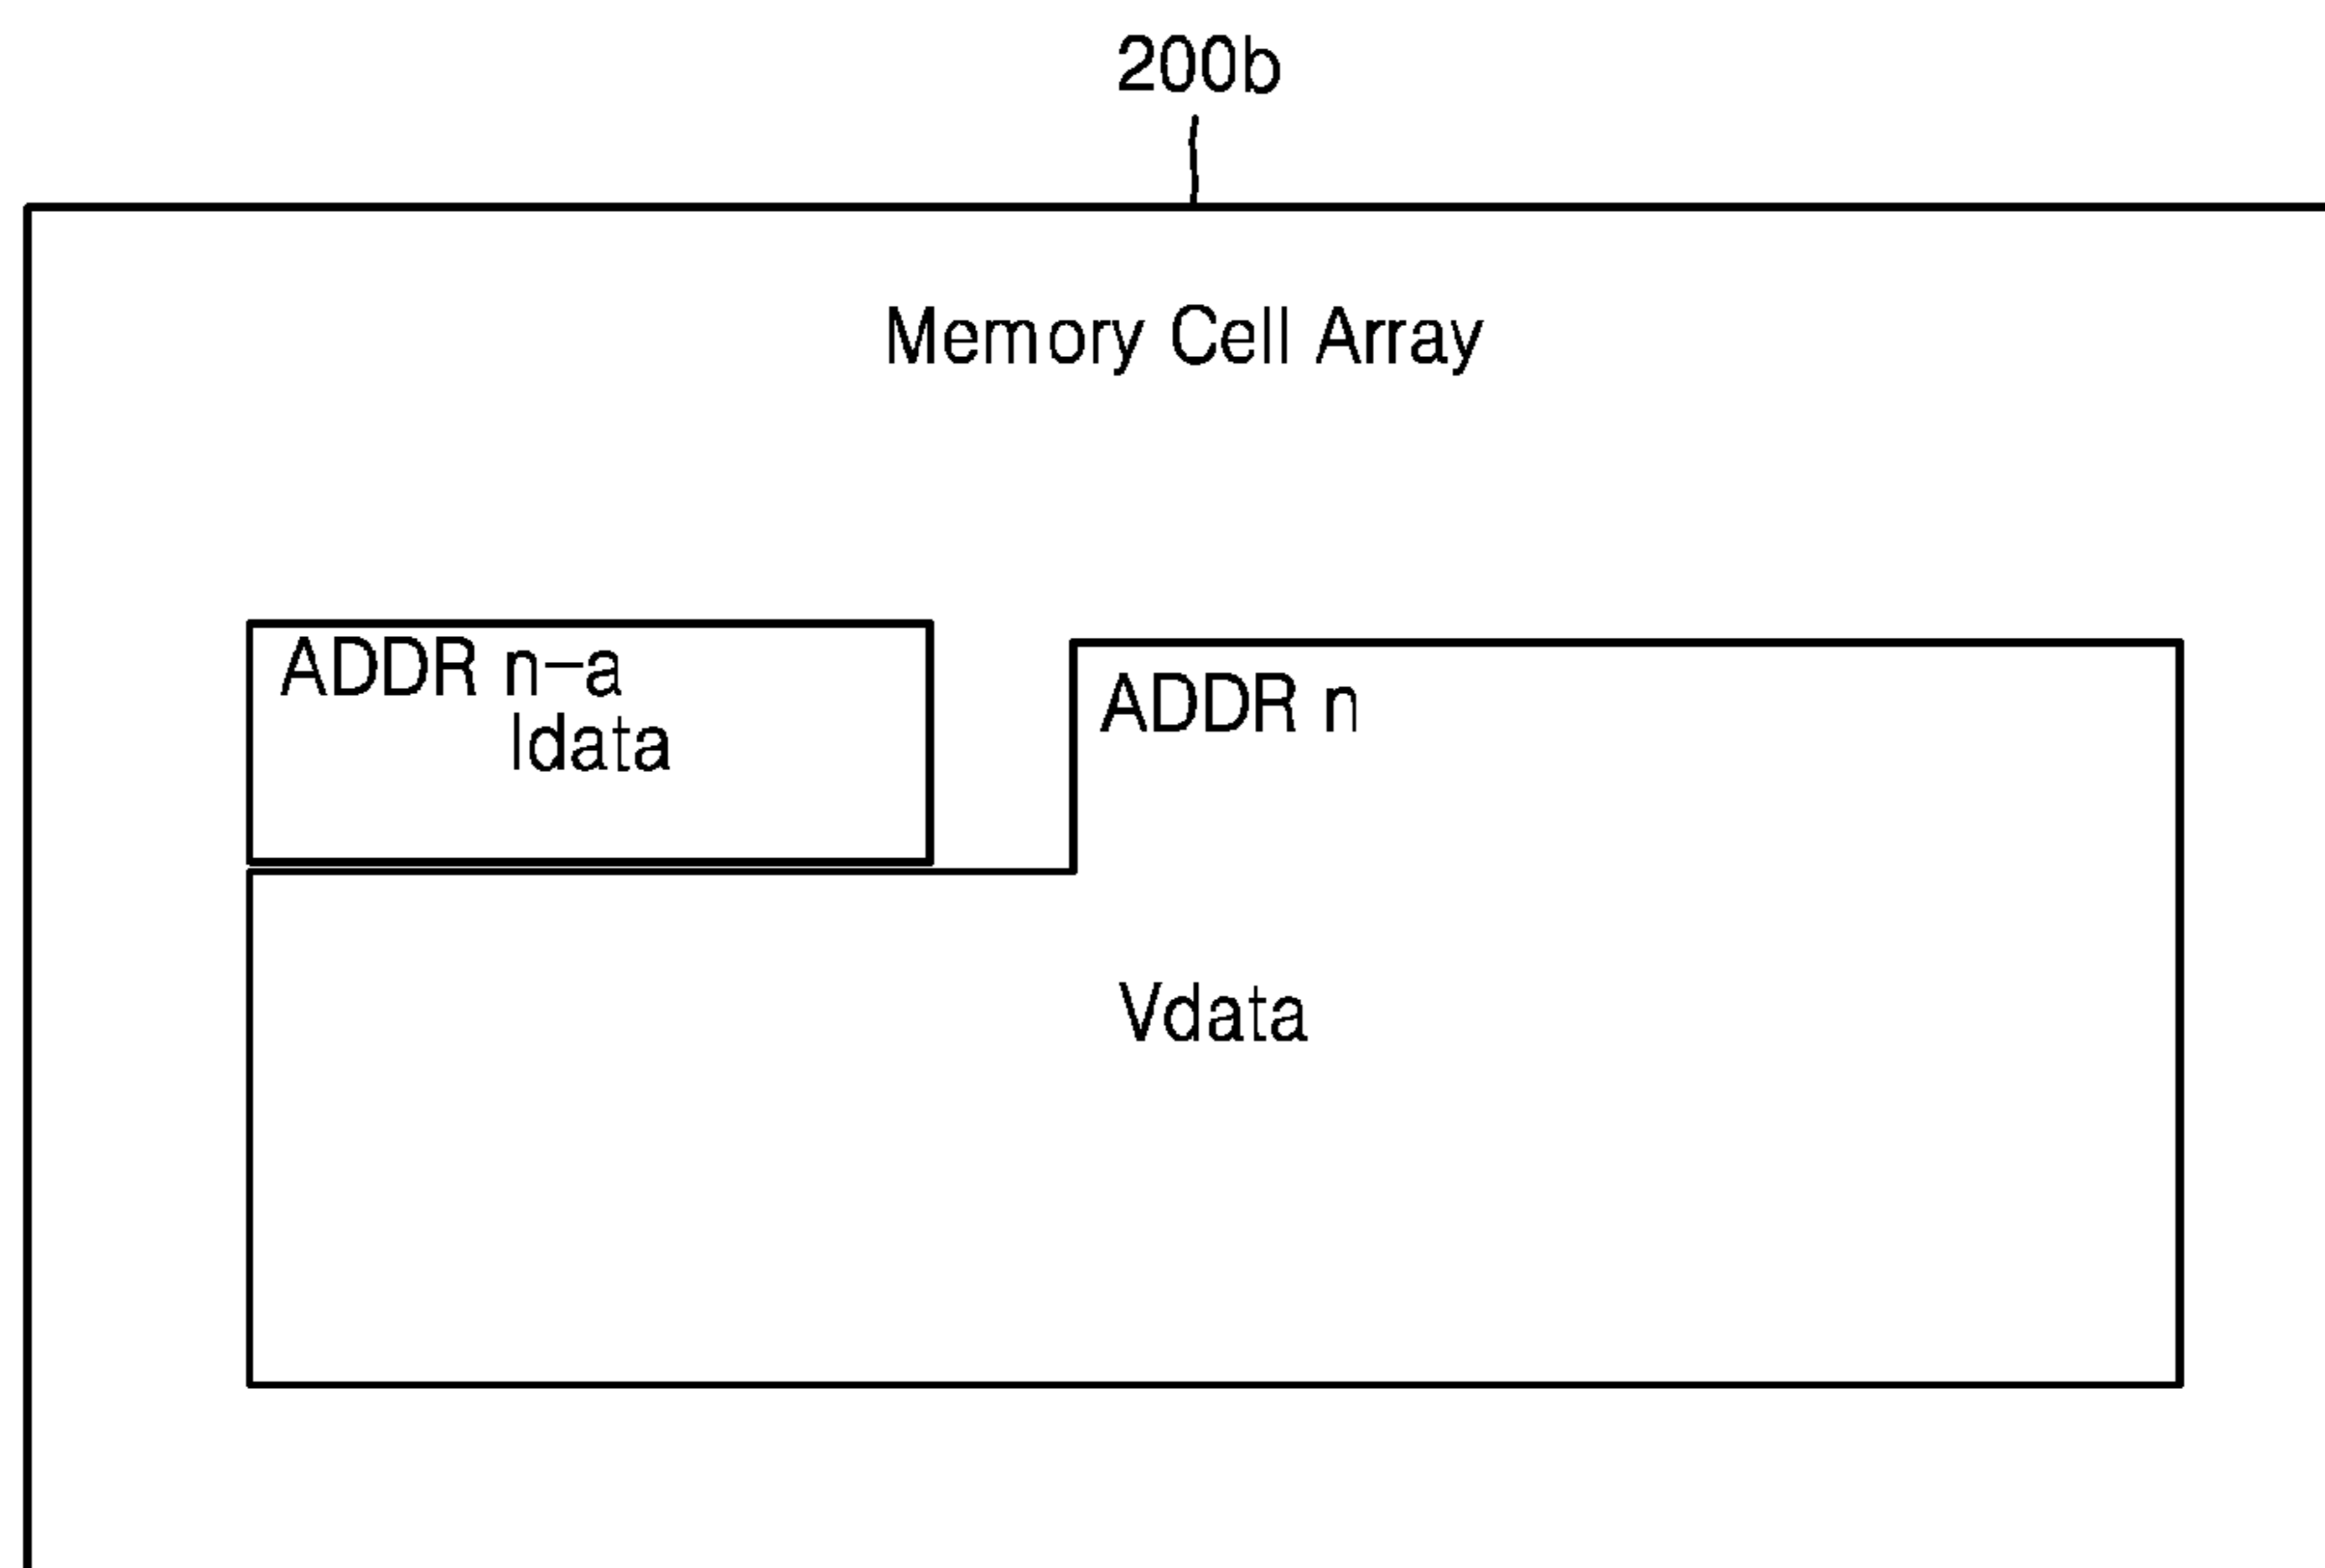 200b
Memory Cell Array
ADDR n-a
Idata
ADDR n
Vdata